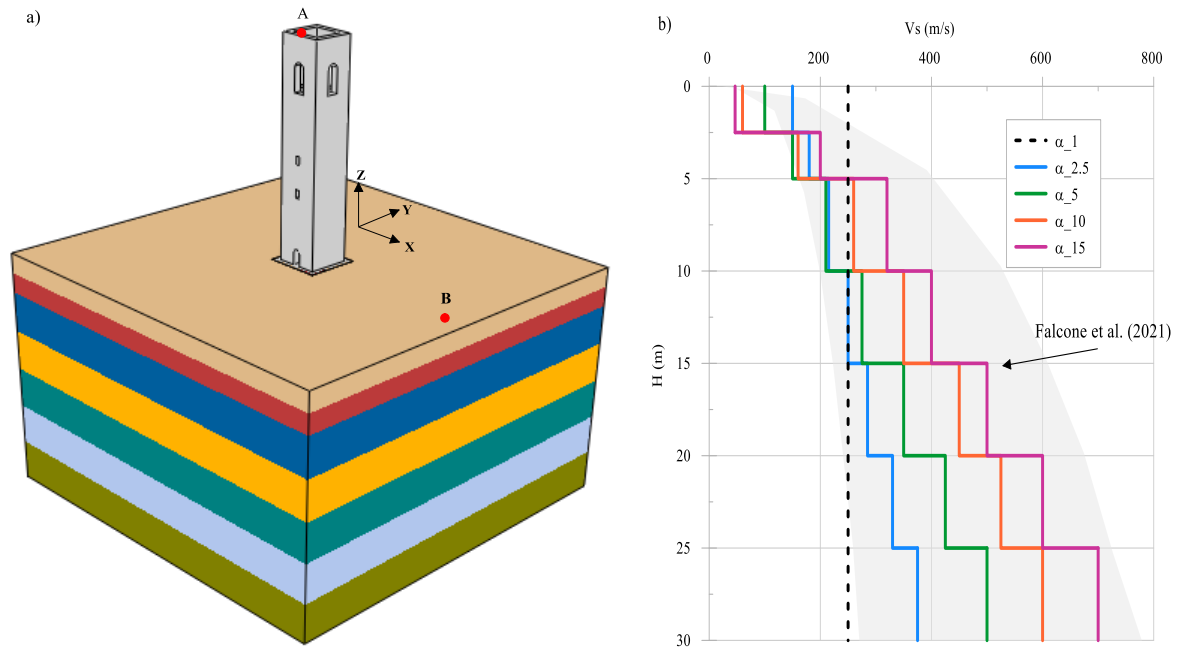 a)
A
Z
Y
X
B
b)
Vs (m/s)
0 200 400 600 800
0
5
10
15
20
25
30
H (m)
α_1
α_2.5
α_5
α_10
α_15
Falcone et al. (2021)